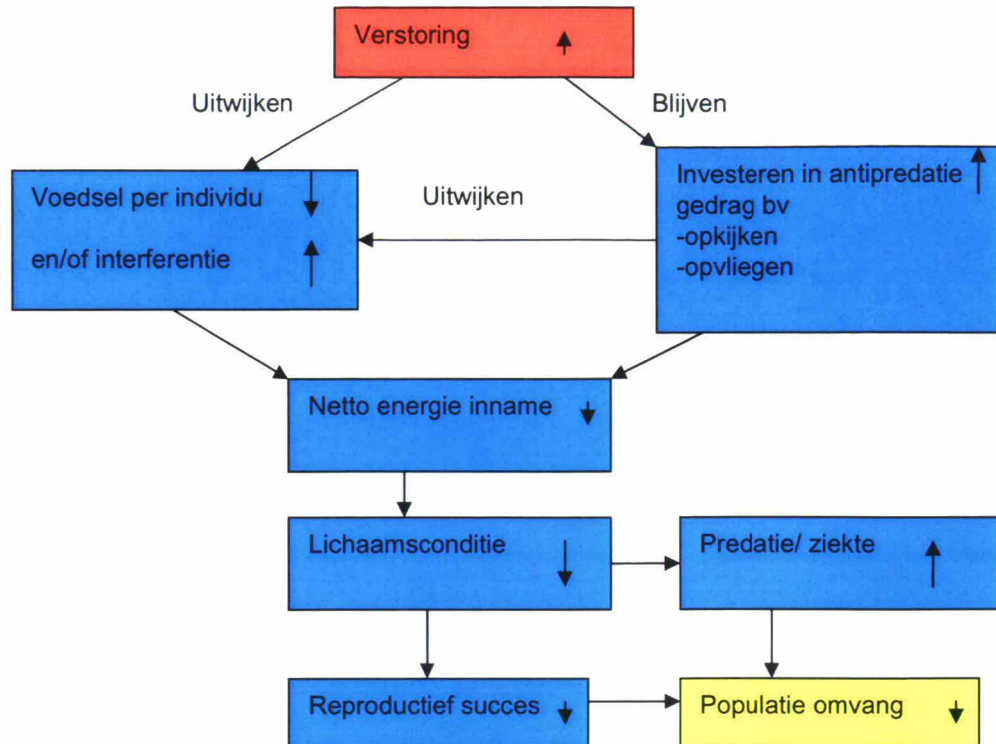 Verstoring
Uitwijken
Blijven
Voedsel per individu
en/of interferentie
Uitwijken
Investeren in antipredatie
gedrag bv
-opkijken
-opvliegen
Netto energie inname
Lichaamsconditie
Predatie/ ziekte
Reproductief succes
Populatie omvang